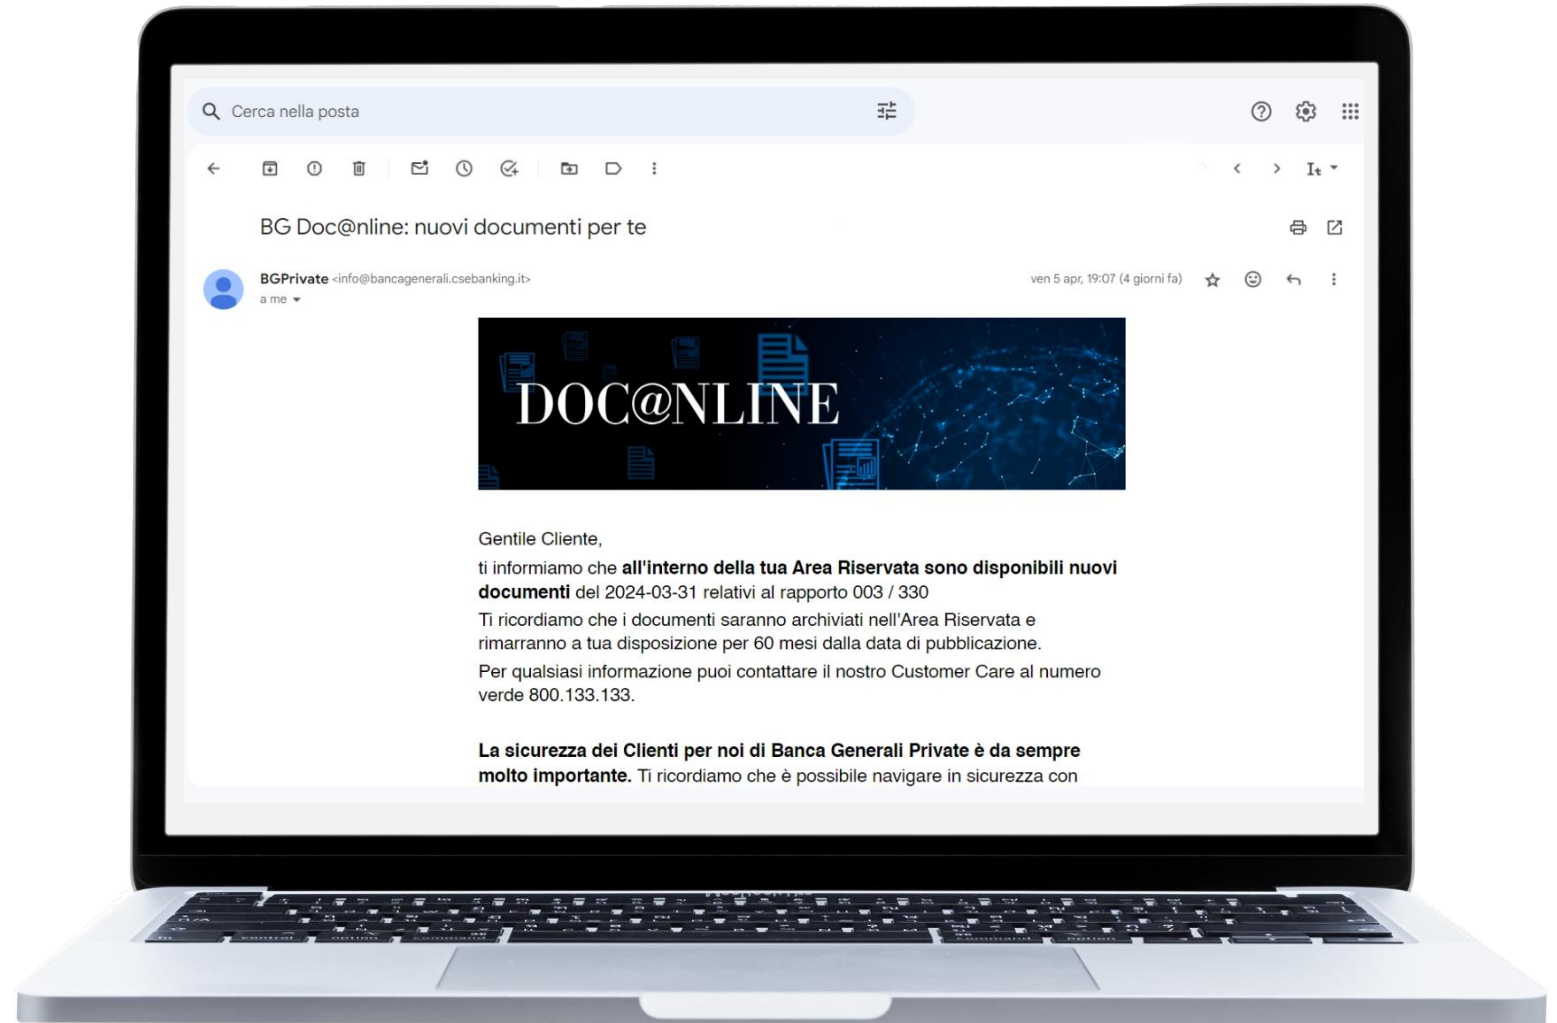 Cerca nella posta
BG Doc@nline: nuovi documenti per te
BGPrivate <info@bancagenerali.csebanking.it>
ven 5 apr, 19:07 (4 giorni fa)
a me
DOC@NLINE
Gentile Cliente,
ti informiamo che all'interno della tua Area Riservata sono disponibili nuovi
documenti del 2024-03-31 relativi al rapporto 003 / 330
Ti ricordiamo che i documenti saranno archiviati nell'Area Riservata e
rimarranno a tua disposizione per 60 mesi dalla data di pubblicazione.
Per qualsiasi informazione puoi contattare il nostro Customer Care al numero
verde 800.133.133.
La sicurezza dei Clienti per noi di Banca Generali Private è da sempre
molto importante. Ti ricordiamo che è possibile navigare in sicurezza con
control option command command option